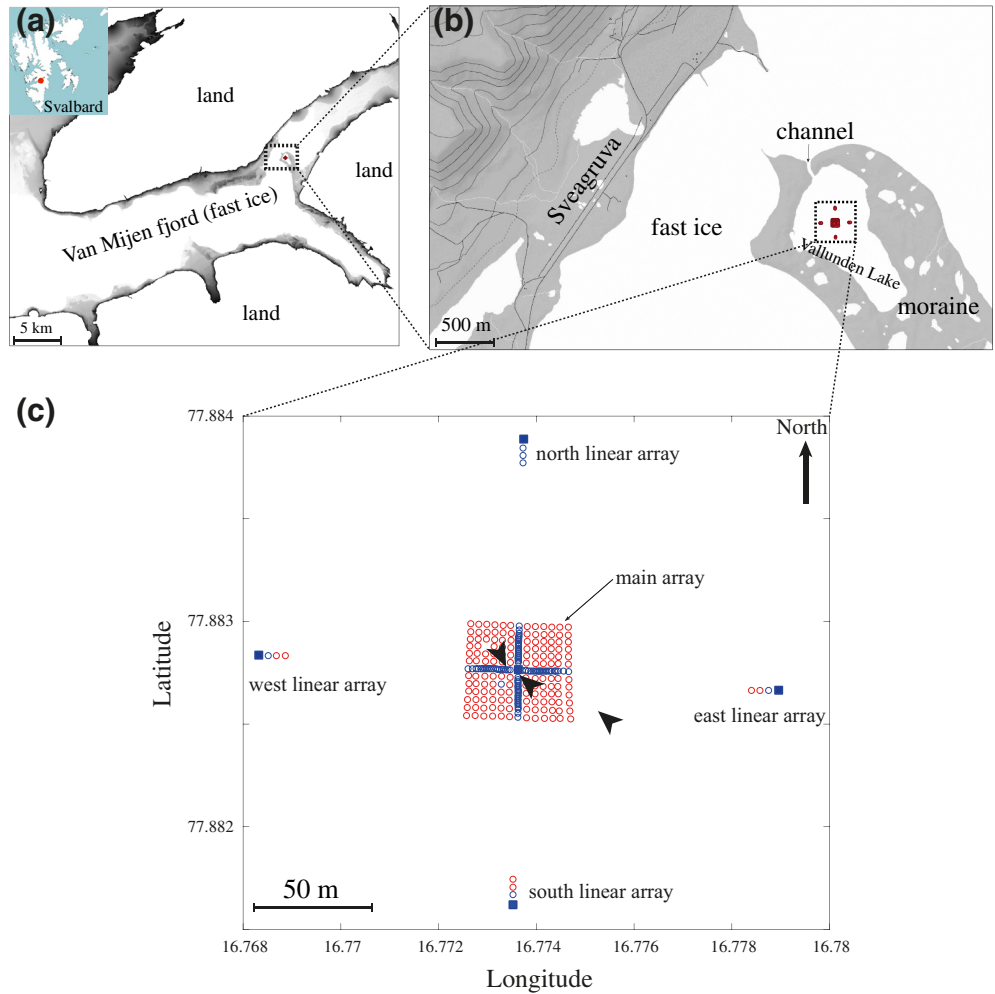 (a)
Svalbard
land
land
Van Mijen fjord (fast ice)
land
5 km
(b)
channel
Sveagruva
fast ice
Vallunden Lake
moraine
500 m
(c)
77.884
North
north linear array
main array
77.883
west linear array
east linear array
Latitude
77.882
south linear array
50 m
16.768
16.77
16.772
16.774
16.776
16.778
16.78
Longitude